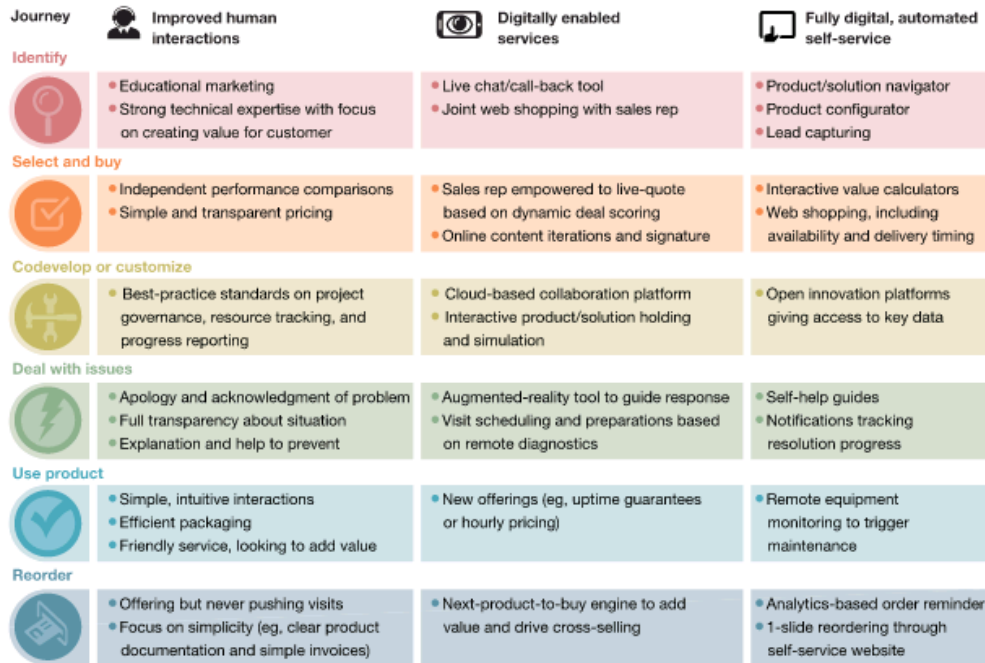 Journey
Improved human
interactions
Digitally enabled
services
Fully digital, automated
self-service
Identify
• Educational marketing
• Strong technical expertise with focus
on creating value for customer
• Live chat/call-back tool
• Joint web shopping with sales rep
• Product/solution navigator
• Product configurator
• Lead capturing
Select and buy
• Independent performance comparisons
• Simple and transparent pricing
• Sales rep empowered to live-quote
based on dynamic deal scoring
• Online content iterations and signature
• Interactive value calculators
• Web shopping, including
availability and delivery timing
Codevelop or customize
• Best-practice standards on project
governance, resource tracking, and
progress reporting
• Cloud-based collaboration platform
• Interactive product/solution holding
and simulation
• Open innovation platforms
giving access to key data
Deal with issues
• Apology and acknowledgment of problem
• Full transparency about situation
• Explanation and help to prevent
• Augmented-reality tool to guide response
• Visit scheduling and preparations based
on remote diagnostics
• Self-help guides
• Notifications tracking
resolution progress
Use product
• Simple, intuitive interactions
• Efficient packaging
• Friendly service, looking to add value
• New offerings (eg, uptime guarantees
or hourly pricing)
• Remote equipment
monitoring to trigger
maintenance
Reorder
• Offering but never pushing visits
• Focus on simplicity (eg, clear product
documentation and simple invoices)
• Next-product-to-buy engine to add
value and drive cross-selling
• Analytics-based order reminder
• 1-slide reordering through
self-service website